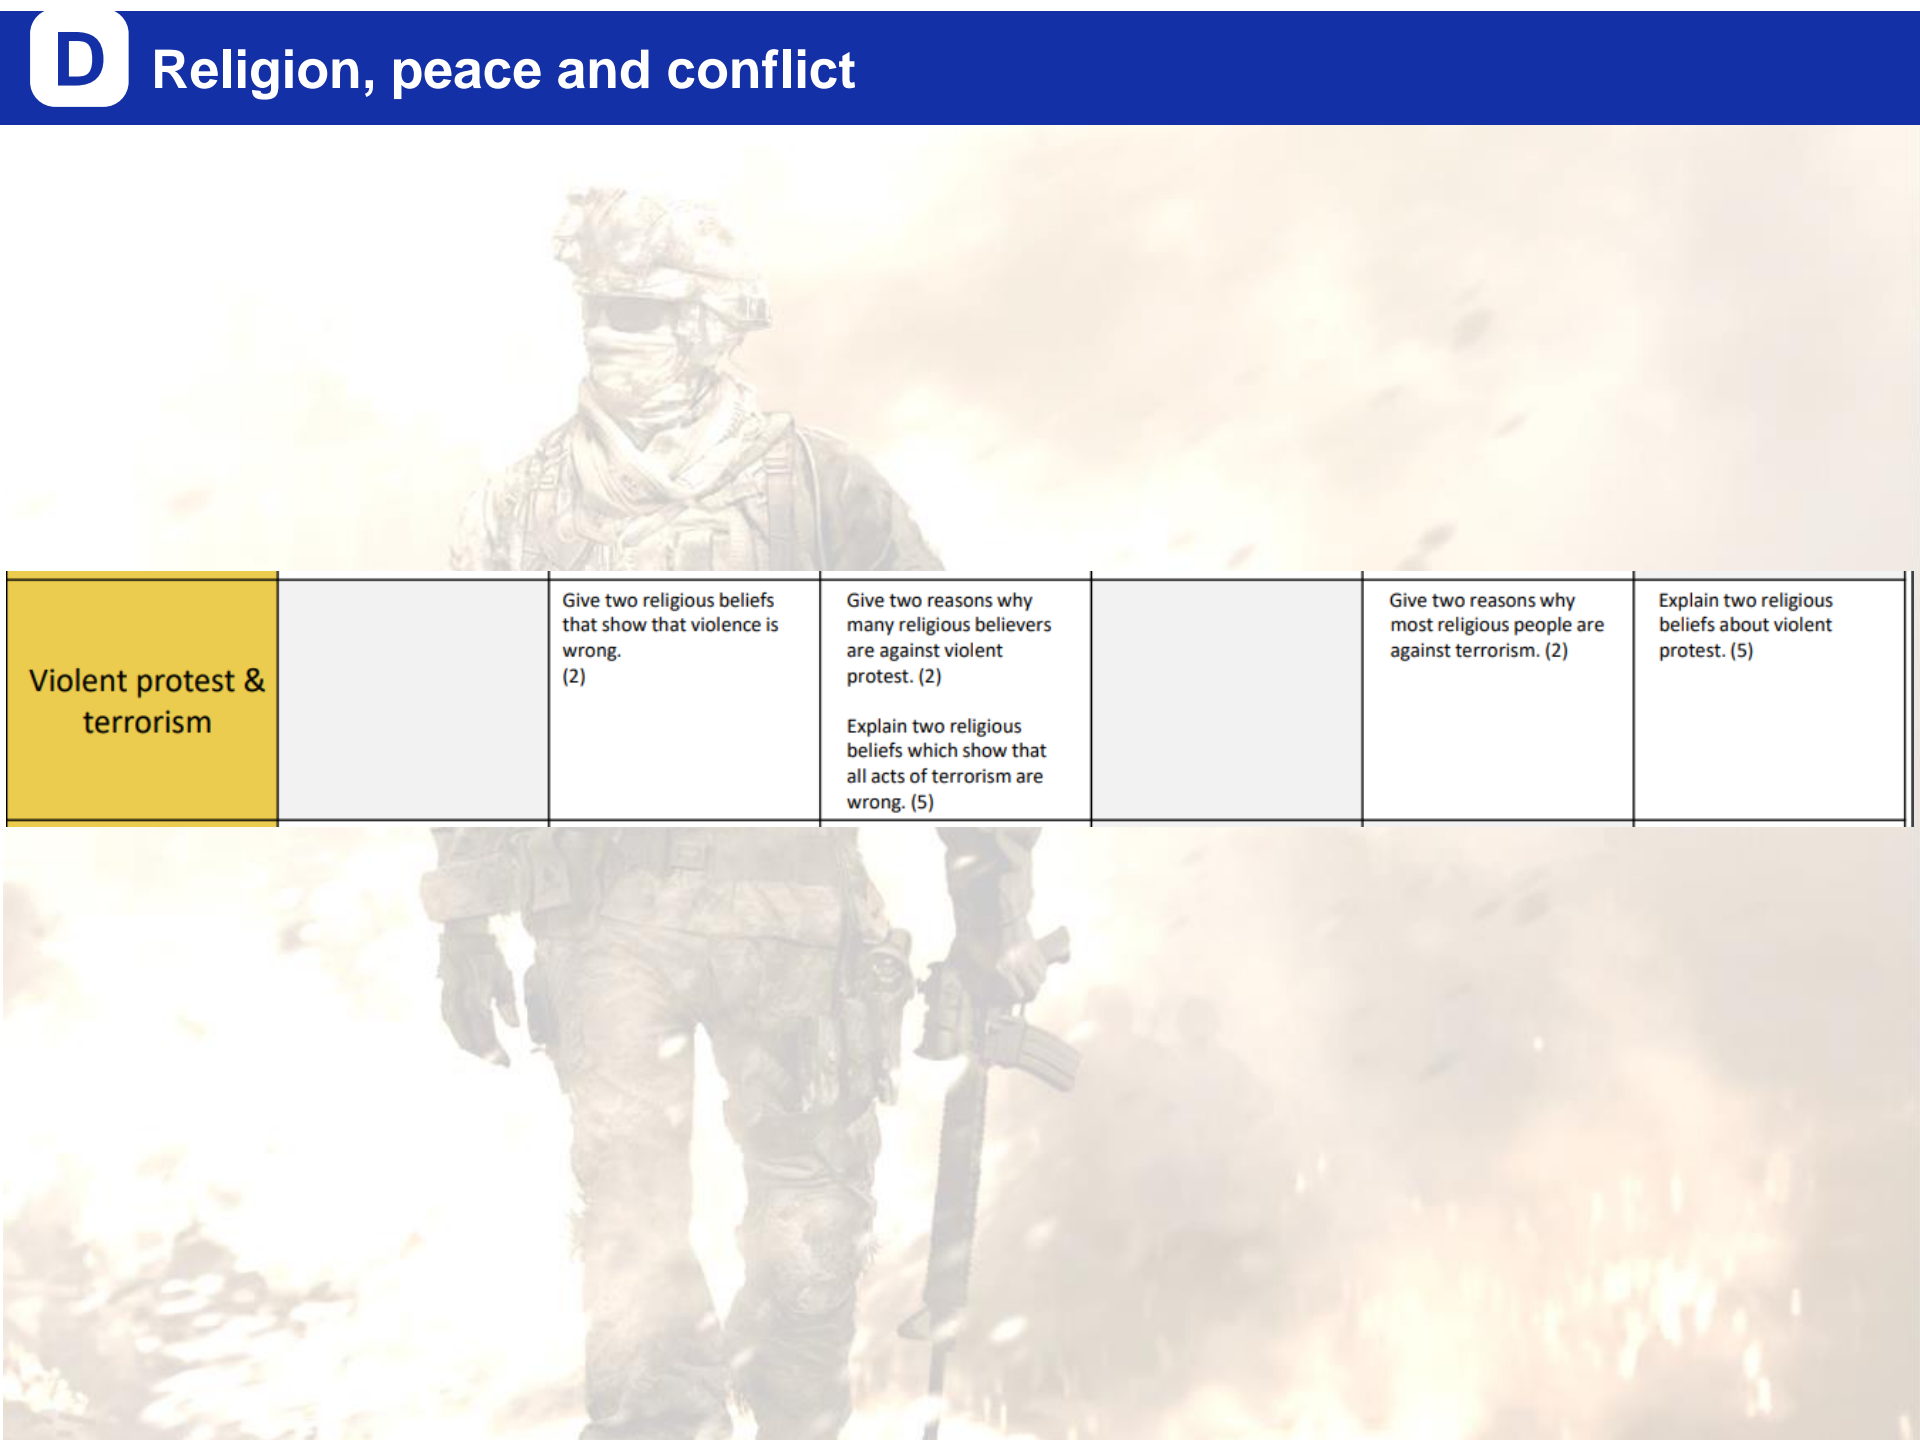 D
Religion, peace and conflict
Violent protest &
terrorism
Give two religious beliefs
that show that violence is
wrong.
(2)
Give two reasons why
many religious believers
are against violent
protest. (2)
Explain two religious
beliefs which show that
all acts of terrorism are
wrong. (5)
Give two reasons why
most religious people are
against terrorism. (2)
Explain two religious
beliefs about violent
protest. (5)